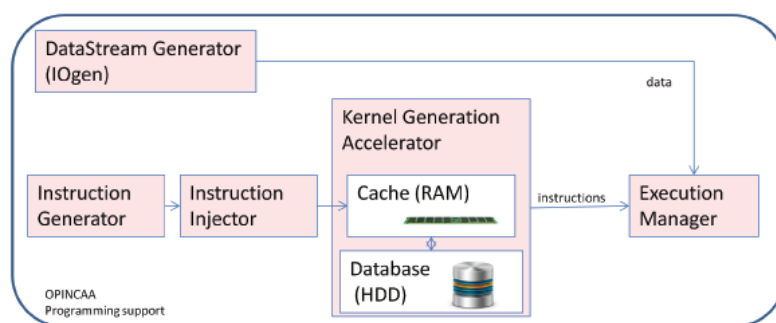 DataStream Generator
(IOgen)
data
Kernel Generation
Accelerator
Instruction
Generator
Instruction
Injector
Cache (RAM)
instructions
Execution
Manager
Database
(HDD)
OPINCAA
Programming support